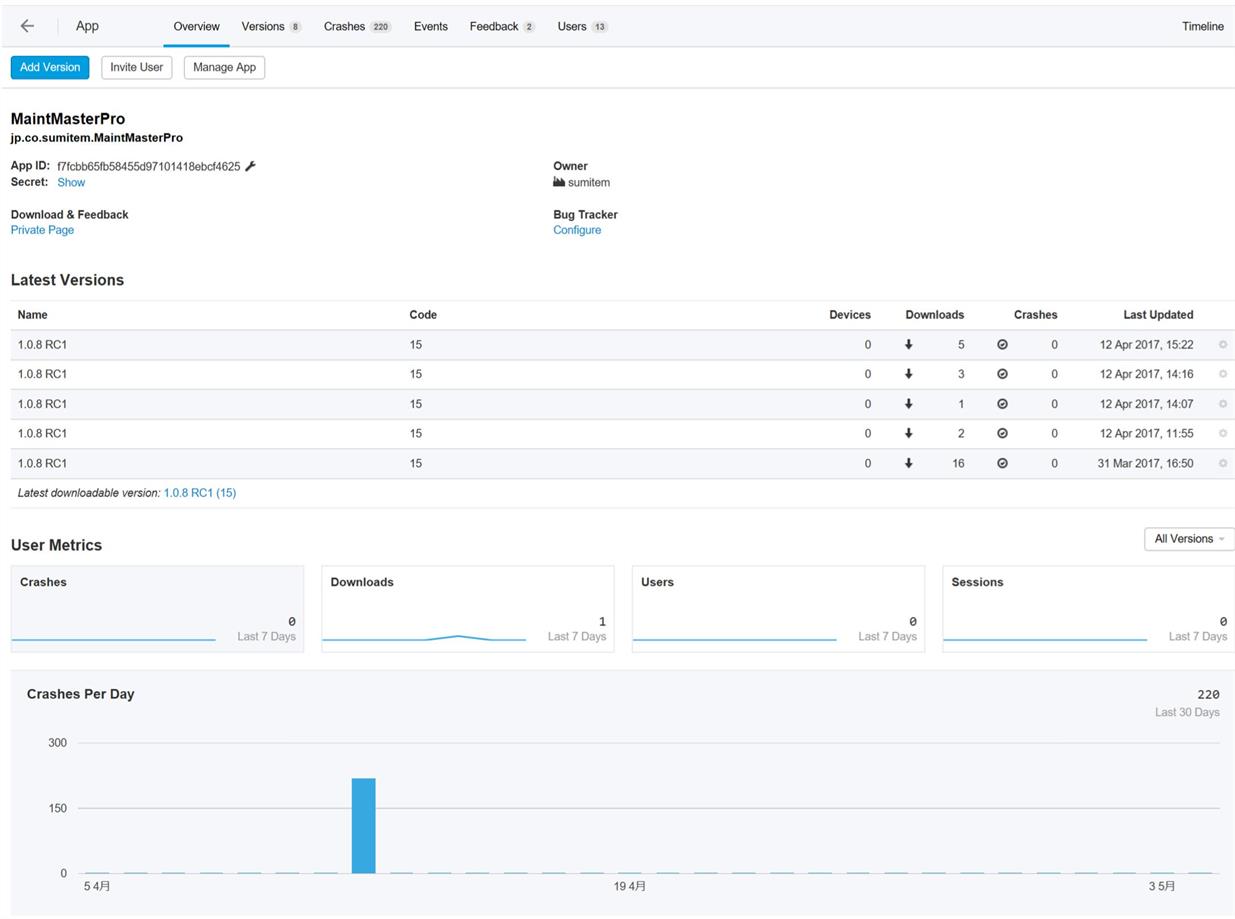 App Overview Versions 8 Crashes 220 Events Feedback 2 Users 13 Timeline
Add Version Invite User Manage App
MaintMasterPro
jp.co.sumitem.MaintMasterPro
App ID: f7fcbb65fb58455d97101418ebcf4625 Owner
Secret: Show sumitem
Download & Feedback Bug Tracker
Private Page Configure
Latest Versions
Name Code Devices Downloads Crashes Last Updated
1.0.8 RC1 15 0 5 0 12 Apr 2017, 15:22
1.0.8 RC1 15 0 3 0 12 Apr 2017, 14:16
1.0.8 RC1 15 0 1 0 12 Apr 2017, 14:07
1.0.8 RC1 15 0 2 0 12 Apr 2017, 11:55
1.0.8 RC1 15 0 16 0 31 Mar 2017, 16:50
Latest downloadable version: 1.0.8 RC1 (15)
User Metrics All Versions
Crashes Downloads Users Sessions
0 1 0 0
Last 7 Days Last 7 Days Last 7 Days Last 7 Days
Crashes Per Day 220
Last 30 Days
300
150
0
5 4月 19 4月 3 5月